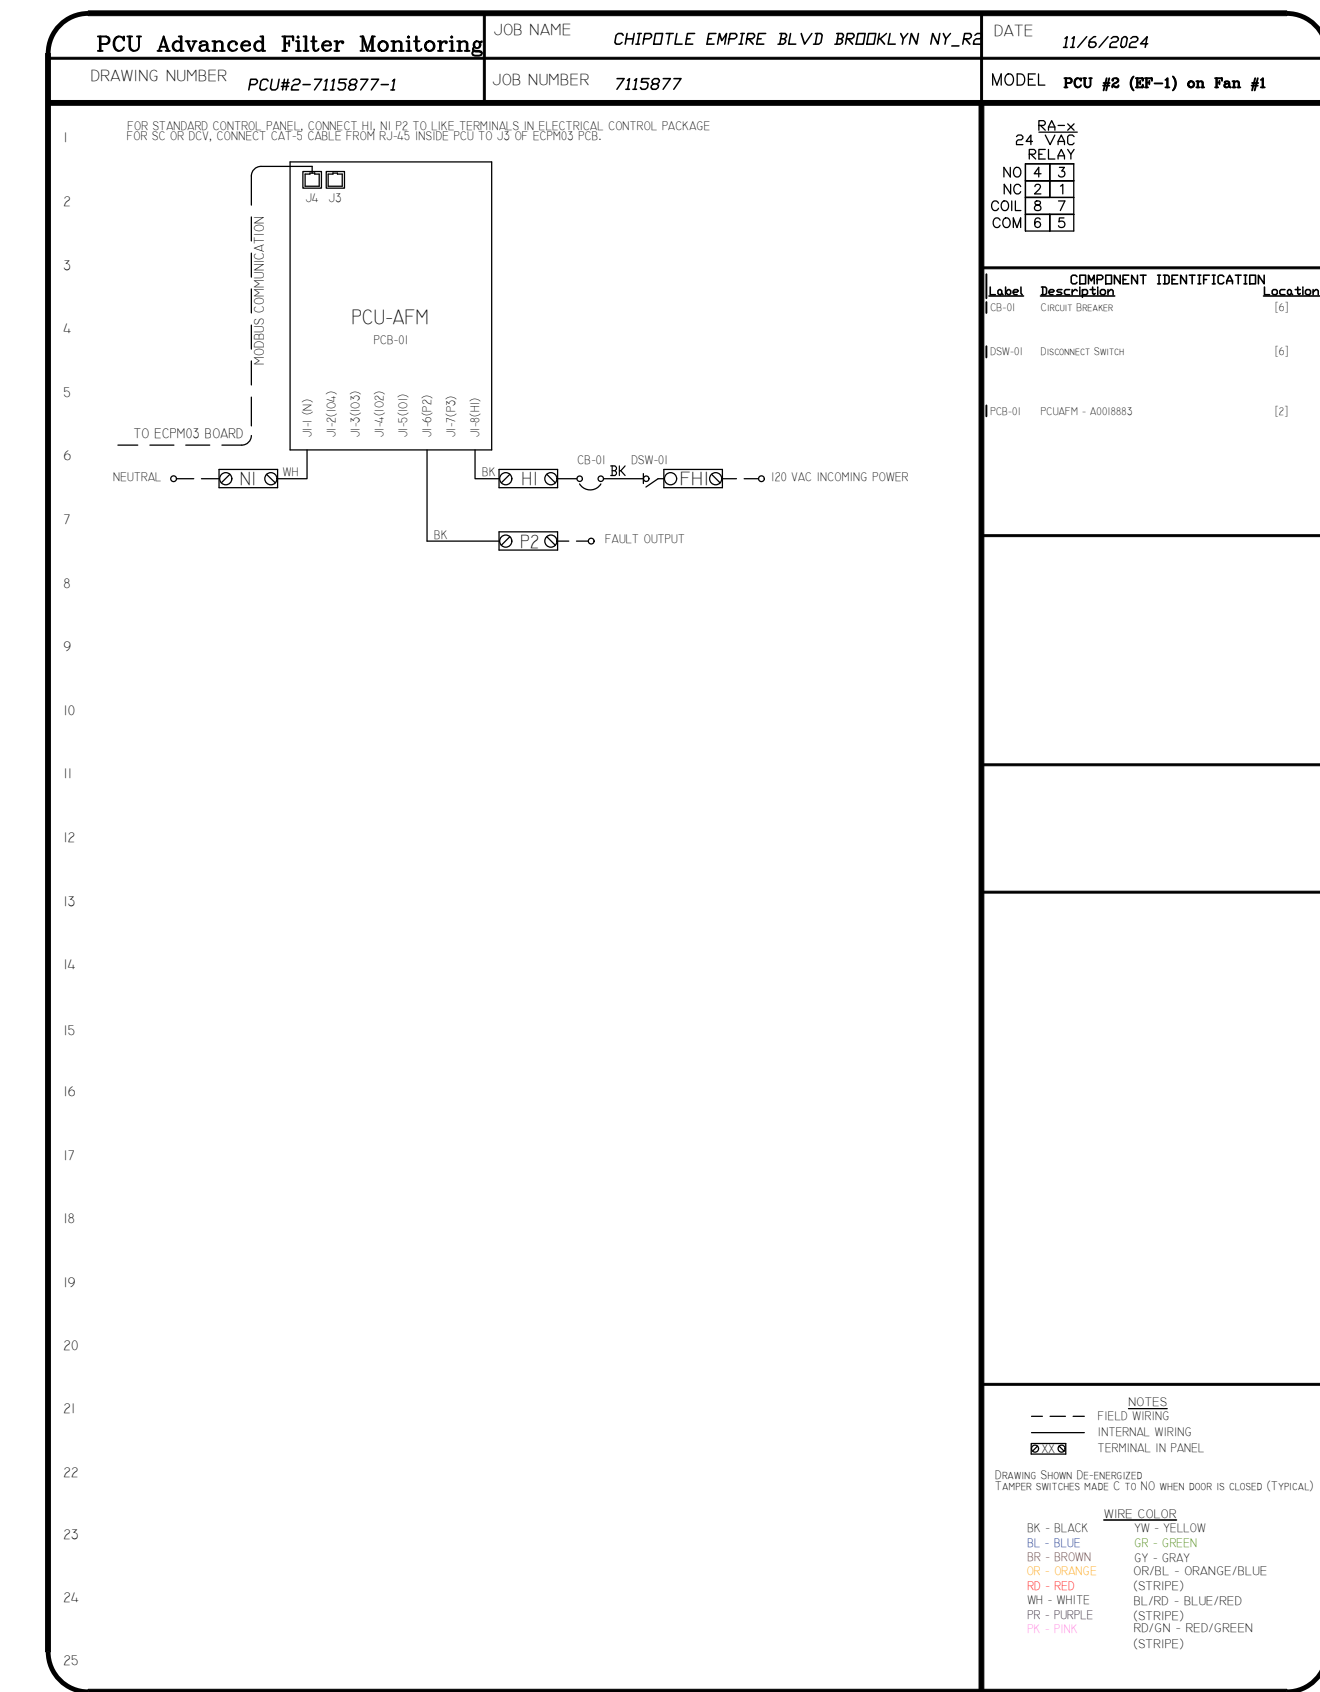 PCU Advanced Filter Monitoring
JOB NAME CHIPOTLE EMPIRE BLVD BROOKLYN NY_R2
DATE 11/6/2024
DRAWING NUMBER PCU#2-7115877-1
JOB NUMBER 7115877
MODEL PCU #2 (EF-1) on Fan #1
FOR STANDARD CONTROL PANEL, CONNECT H1, N1 P2 TO LIKE TERMINALS IN ELECTRICAL CONTROL PACKAGE
FOR SC OR DCV, CONNECT CAT-5 CABLE FROM RJ-45 INSIDE PCU TO J3 OF ECPM03 PCB.
1
2
3
4
5
6
7
8
9
10
11
12
13
14
15
16
17
18
19
20
21
22
23
24
25
J4 J3
MODBUS COMMUNICATION
PCU-AFM
PCB-01
J1-1 (N)
J1-2(IO4)
J1-3(IO3)
J1-4(IO2)
J1-5(IO1)
J1-6(P2)
J1-7(P3)
J1-8(H1)
TO ECPM03 BOARD
NEUTRAL N1 WH
BK H1 CB-01 BK DSW-01 FH1 120 VAC INCOMING POWER
BK P2 FAULT OUTPUT
RA-x
24 VAC
RELAY
NO 4 3
NC 2 1
COIL 8 7
COM 6 5
COMPONENT IDENTIFICATION
Label Description Location
CB-01 CIRCUIT BREAKER [6]
DSW-01 DISCONNECT SWITCH [6]
PCB-01 PCUAFM - A0018883 [2]
NOTES
FIELD WIRING
INTERNAL WIRING
XX TERMINAL IN PANEL
DRAWING SHOWN DE-ENERGIZED
TAMPER SWITCHES MADE C TO NO WHEN DOOR IS CLOSED (TYPICAL)
WIRE COLOR
BK - BLACK YW - YELLOW
BL - BLUE GR - GREEN
BR - BROWN GY - GRAY
OR - ORANGE OR/BL - ORANGE/BLUE
RD - RED (STRIPE)
WH - WHITE BL/RD - BLUE/RED
PR - PURPLE (STRIPE)
PK - PINK RD/GN - RED/GREEN
(STRIPE)